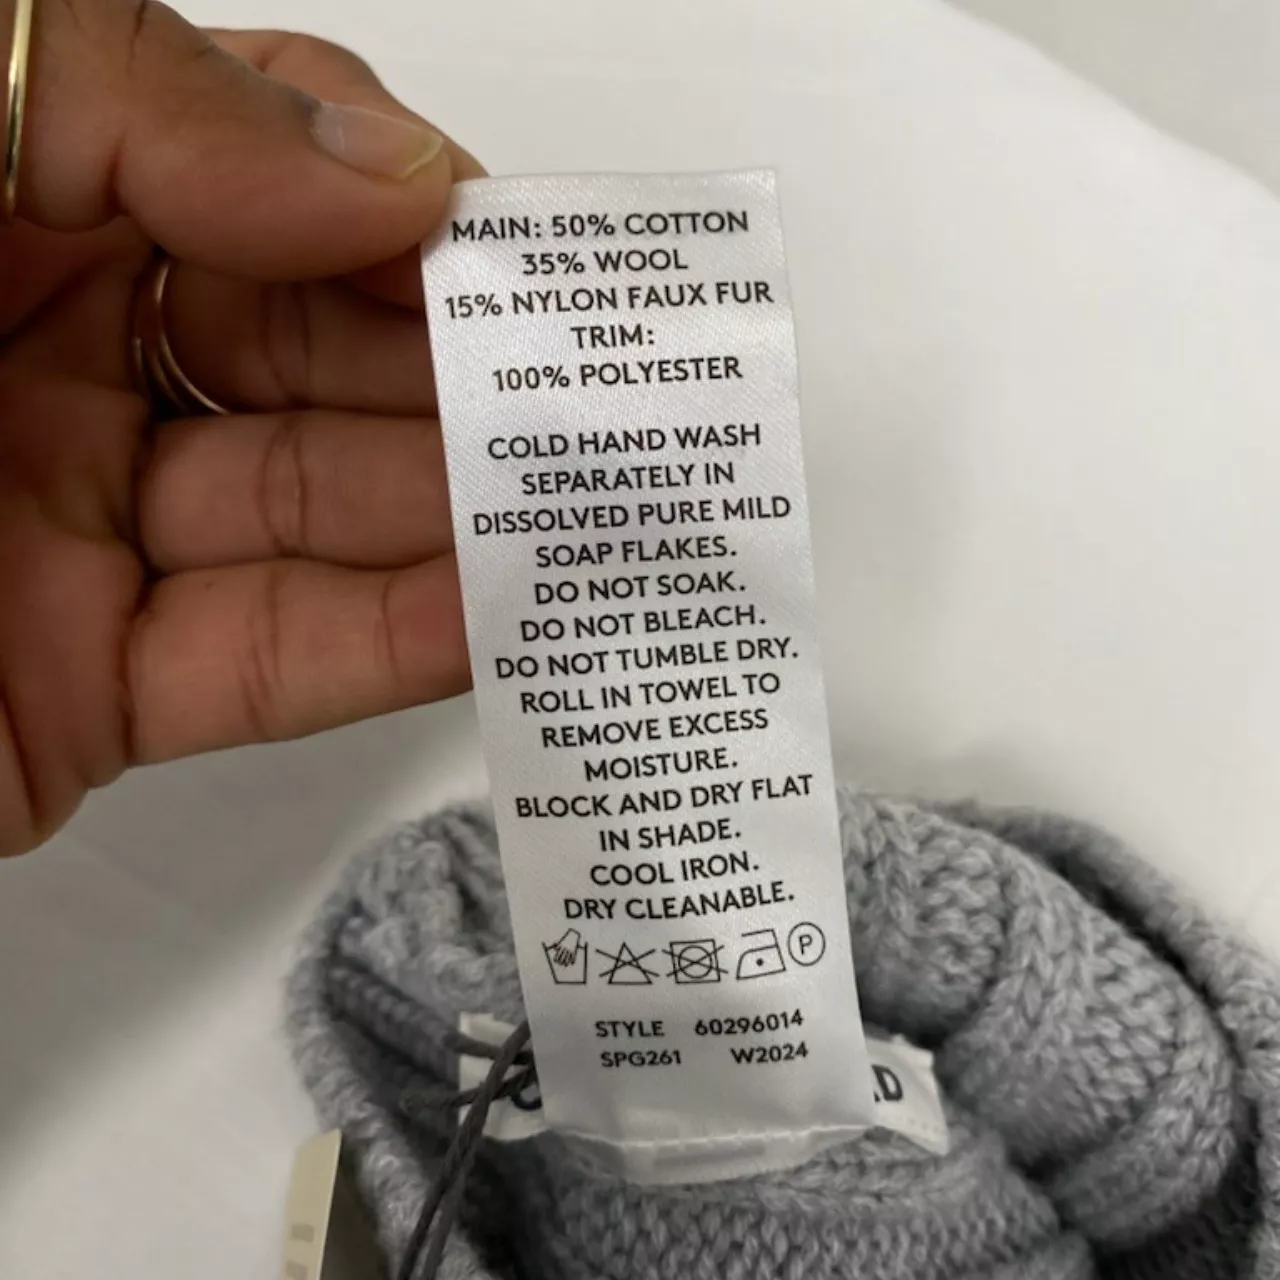 MAIN: 50% COTTON
35% WOOL
15% NYLON FAUX FUR
TRIM:
100% POLYESTER
COLD HAND WASH
SEPARATELY IN
DISSOLVED PURE MILD
SOAP FLAKES.
DO NOT SOAK.
DO NOT BLEACH.
DO NOT TUMBLE DRY.
ROLL IN TOWEL TO
REMOVE EXCESS
MOISTURE.
BLOCK AND DRY FLAT
IN SHADE.
COOL IRON.
DRY CLEANABLE.
P
STYLE 60296014
SPG261 W2024